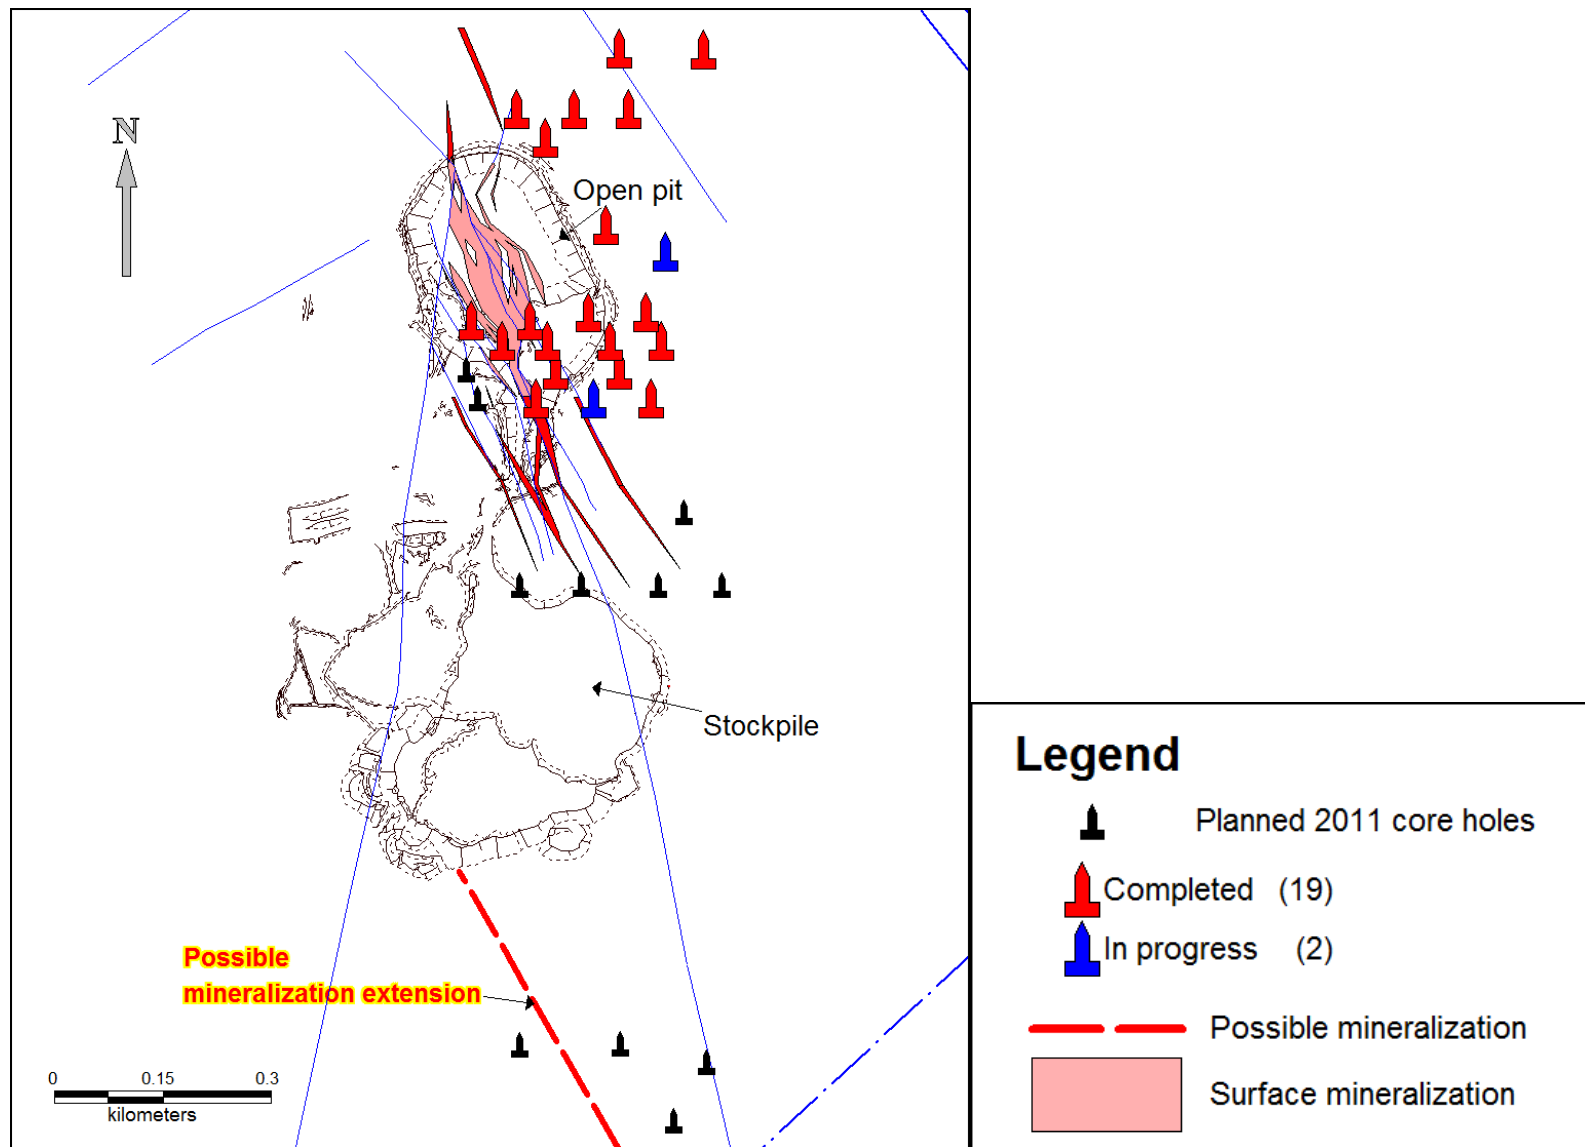 N
Open pit
Stockpile
Possible
mineralization extension
0 0.15 0.3
kilometers
Legend
Planned 2011 core holes
Completed (19)
In progress (2)
Possible mineralization
Surface mineralization